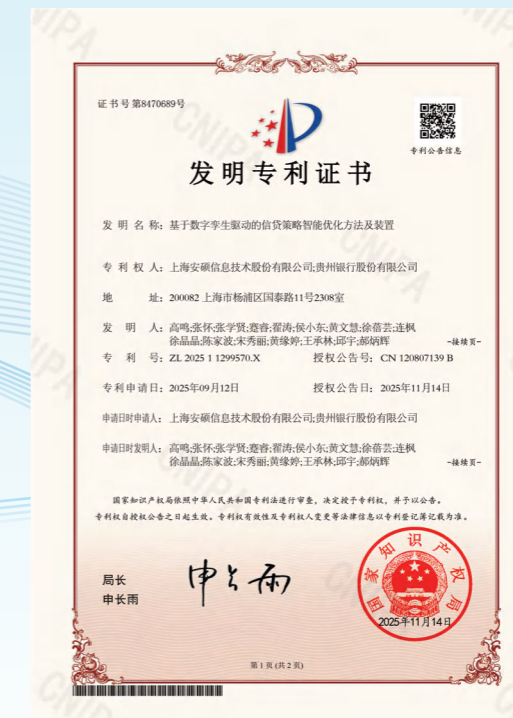 证书号第8470689号
专利公告信息
发明专利证书
发明名称：基于数字孪生驱动的信贷策略智能优化方法及装置
专利权人：上海安硕信息技术股份有限公司;贵州银行股份有限公司
地址：200082 上海市杨浦区国泰路11号2308室
发明人：高鸣;张怀;张学贤;蹇睿;翟涛;侯小东;黄文慧;徐蓓芸;连枫
徐晶晶;陈家波;宋秀丽;黄缘婷;王承林;邱宇;郝炳辉 -接续页-
专利号：ZL 2025 1 1299570.X 授权公告号：CN 120807139 B
专利申请日：2025年09月12日 授权公告日：2025年11月14日
申请日时申请人：上海安硕信息技术股份有限公司;贵州银行股份有限公司
申请日时发明人：高鸣;张怀;张学贤;蹇睿;翟涛;侯小东;黄文慧;徐蓓芸;连枫
徐晶晶;陈家波;宋秀丽;黄缘婷;王承林;邱宇;郝炳辉 -接续页-
国家知识产权局依照中华人民共和国专利法进行审查，决定授予专利权，并予以公告。
专利权自授权公告之日起生效。专利权有效性及专利权人变更等法律信息以专利登记簿记载为准。
局长
申长雨
申长雨
国家知识产权局
2025年11月14日
第1页(共2页)
CNIPA